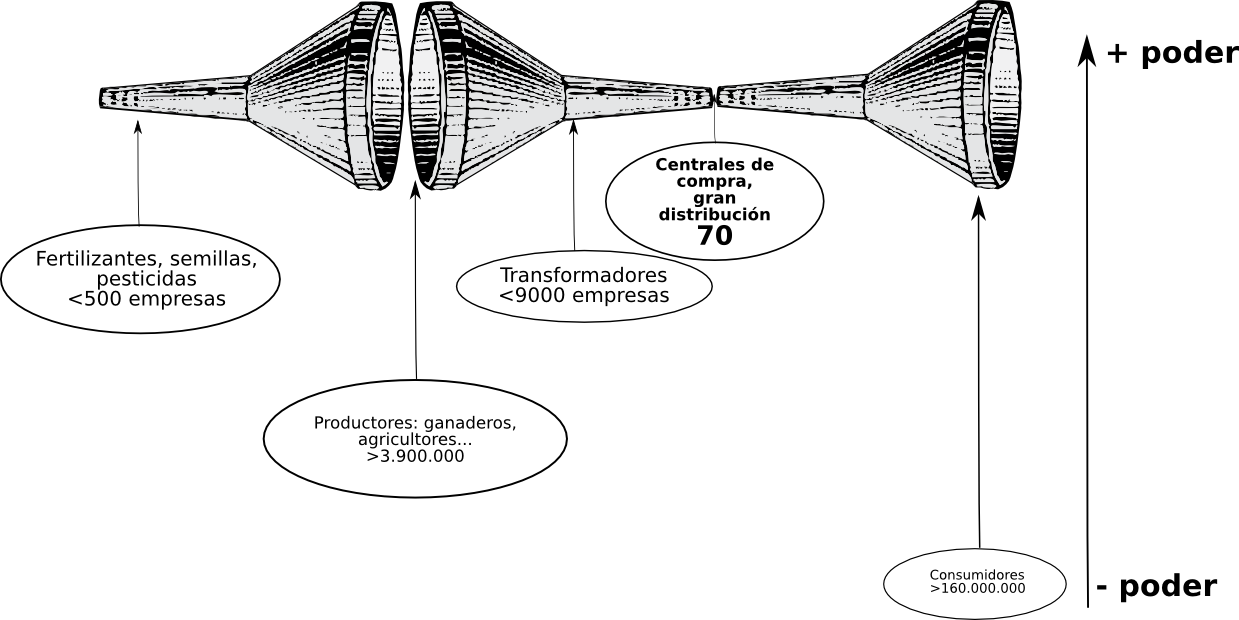 + poder
Centrales de
compra,
gran
distribución
70
Fertilizantes, semillas,
pesticidas
<500 empresas
Transformadores
<9000 empresas
Productores: ganaderos,
agricultores...
>3.900.000
Consumidores
>160.000.000
- poder